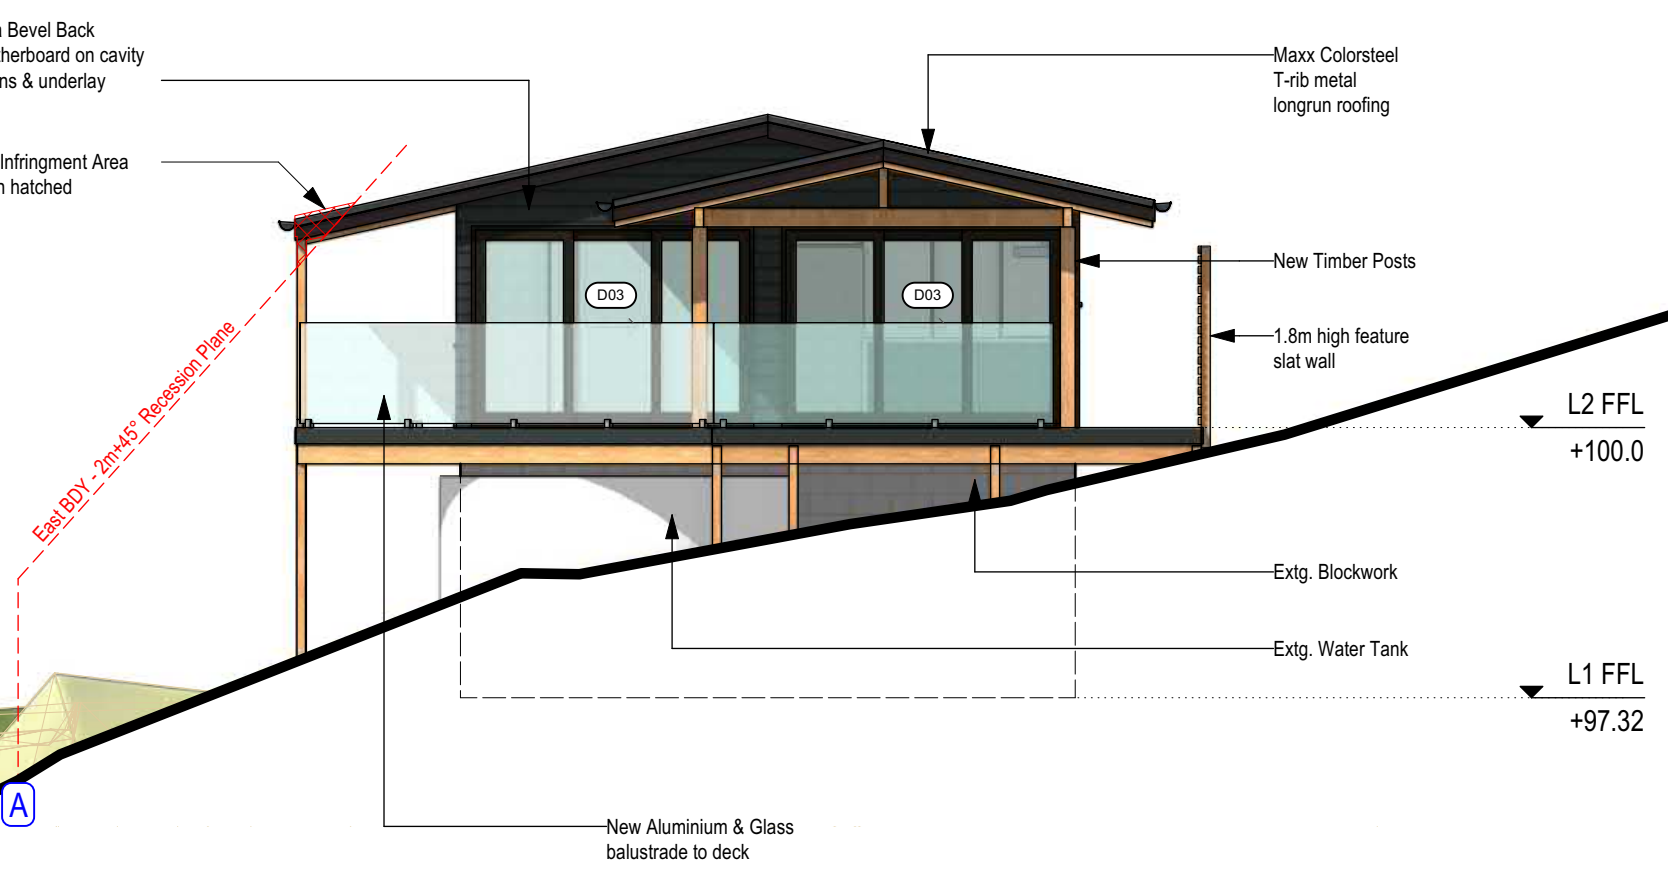 Bevel Back
therboard on cavity
ns & underlay
Infringment Area
n hatched
Maxx Colorsteel
T-rib metal
longrun roofing
D03
D03
New Timber Posts
1.8m high feature
slat wall
East BDY - 2m+45° Recession Plane
L2 FFL
+100.0
Extg. Blockwork
Extg. Water Tank
L1 FFL
+97.32
A
New Aluminium & Glass
balustrade to deck